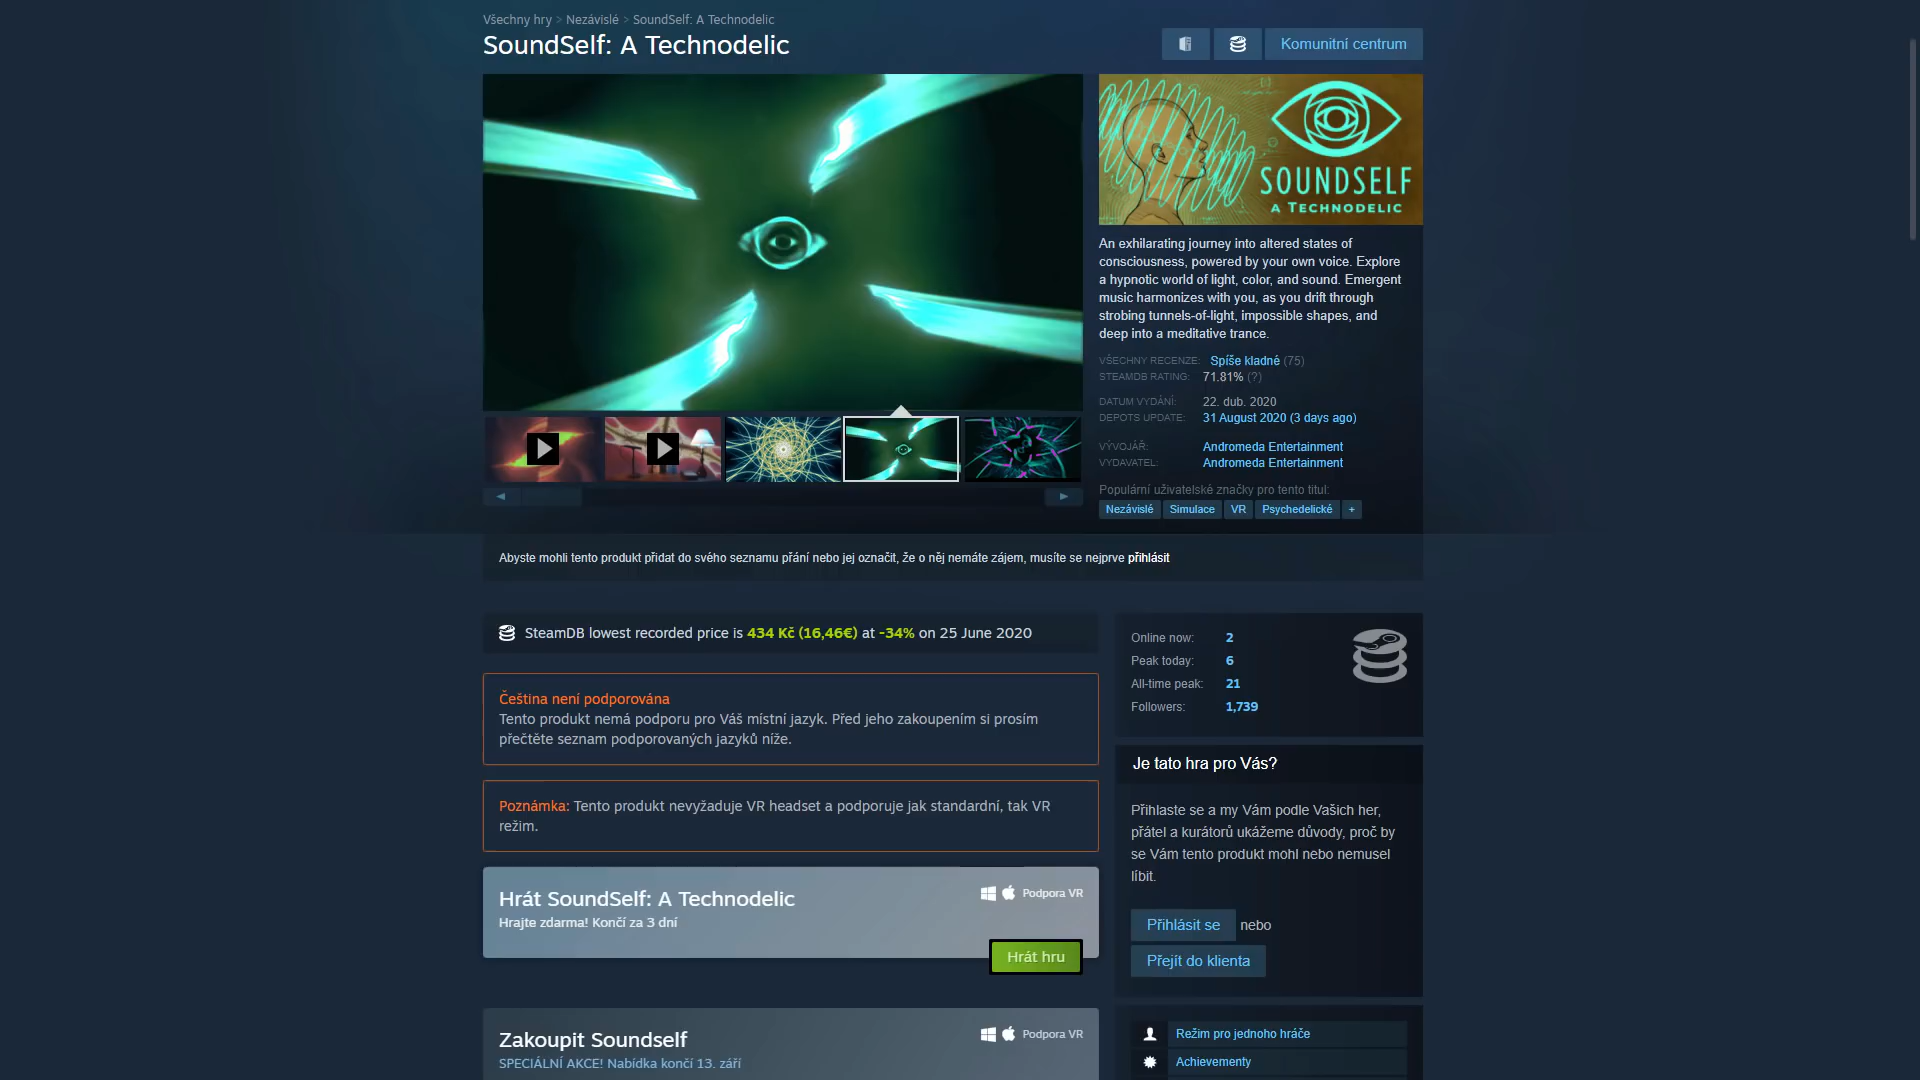 Všechny hry > Nezávislé > SoundSelf: A Technodelic
SoundSelf: A Technodelic
Komunitní centrum
SOUNDSELF
A TECHNODELIC
An exhilarating journey into altered states of
consciousness, powered by your own voice. Explore
a hypnotic world of light, color, and sound. Emergent
music harmonizes with you, as you drift through
strobing tunnels-of-light, impossible shapes, and
deep into a meditative trance.
VŠECHNY RECENZE: Spíše kladné (75)
STEAMDB RATING: 71.81% (?)
DATUM VYDÁNÍ: 22. dub. 2020
DEPOTS UPDATE: 31 August 2020 (3 days ago)
VÝVOJÁŘ: Andromeda Entertainment
VYDAVATEL: Andromeda Entertainment
Populární uživatelské značky pro tento titul:
Nezávislé Simulace VR Psychedelické +
Abyste mohli tento produkt přidat do svého seznamu přání nebo jej označit, že o něj nemáte zájem, musíte se nejprve přihlásit
SteamDB lowest recorded price is 434 Kč (16,46€) at -34% on 25 June 2020
Čeština není podporována
Tento produkt nemá podporu pro Váš místní jazyk. Před jeho zakoupením si prosím
přečtěte seznam podporovaných jazyků níže.
Poznámka: Tento produkt nevyžaduje VR headset a podporuje jak standardní, tak VR
režim.
Hrát SoundSelf: A Technodelic
Podpora VR
Hrajte zdarma! Končí za 3 dní
Hrát hru
Zakoupit Soundself
Podpora VR
SPECIÁLNÍ AKCE! Nabídka končí 13. září
Online now: 2
Peak today: 6
All-time peak: 21
Followers: 1,739
Je tato hra pro Vás?
Přihlaste se a my Vám podle Vašich her,
přátel a kurátorů ukážeme důvody, proč by
se Vám tento produkt mohl nebo nemusel
líbit.
Přihlásit se nebo
Přejít do klienta
Režim pro jednoho hráče
Achievementy